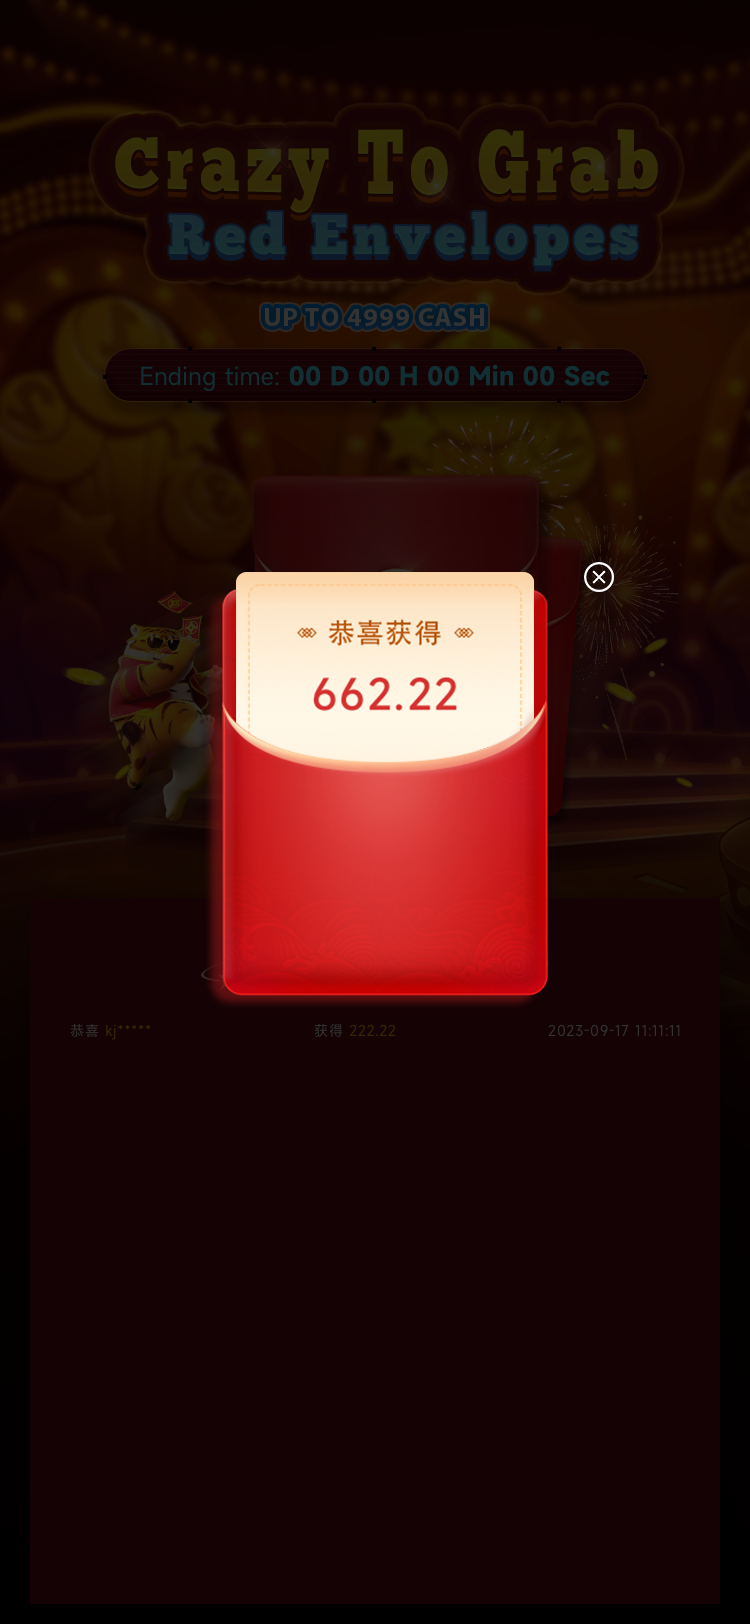 Crazy To Grab
Red Envelopes
UP TO 4999 CASH
Ending time: 00 D 00 H 00 Min 00 Sec
恭喜获得
662.22
恭喜 kj***** 获得 222.22 2023-09-17 11:11:11